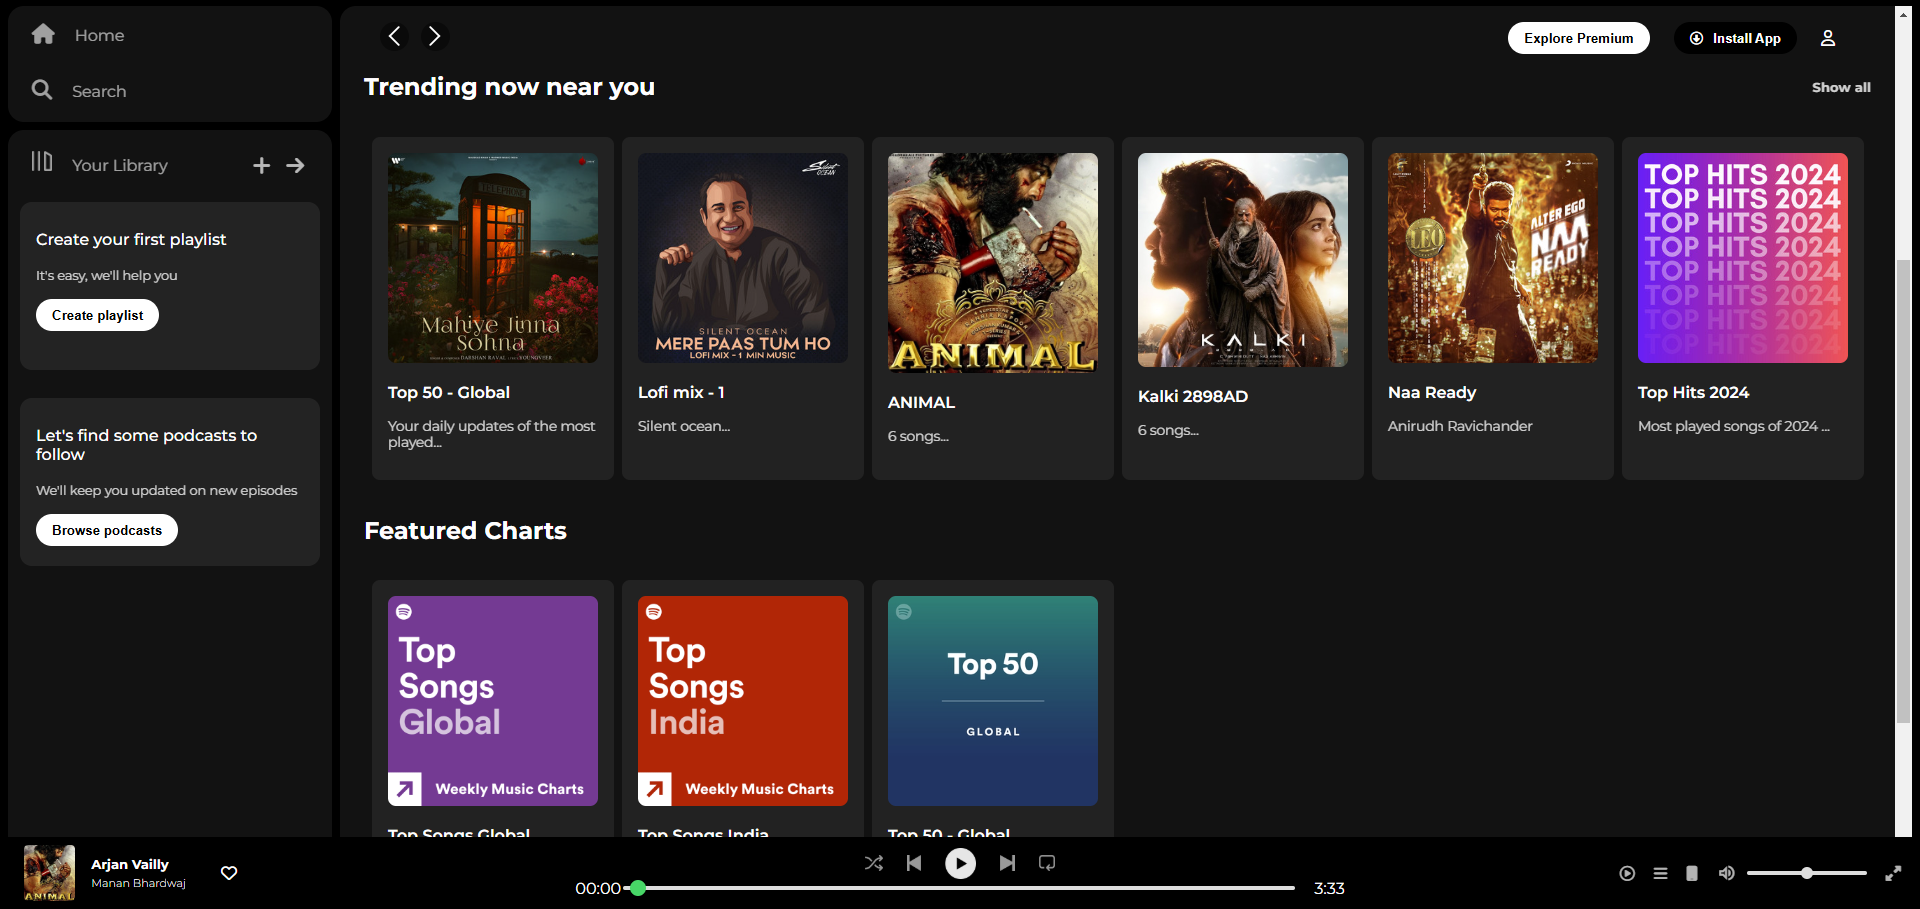 Home
Search
Your Library
Create your first playlist
It's easy, we'll help you
Create playlist
Let's find some podcasts to
follow
We'll keep you updated on new episodes
Browse podcasts
Explore Premium
Install App
Trending now near you
Show all
TELEPHONE
Mahiye Jinna
Sohna
DARSHAN RAVAL
YOUNGVEER
Top 50 - Global
Your daily updates of the most
played...
Silent
OCEAN
SILENT OCEAN
MERE PAAS TUM HO
LOFI MIX - 1 MIN MUSIC
Lofi mix - 1
Silent ocean...
ANIMAL
ANIMAL
6 songs...
KALKI
Kalki 2898AD
6 songs...
LEO
ALTER EGO
NAA
READY
Naa Ready
Anirudh Ravichander
TOP HITS 2024
TOP HITS 2024
TOP HITS 2024
TOP HITS 2024
TOP HITS 2024
TOP HITS 2024
TOP HITS 2024
TOP HITS 2024
Top Hits 2024
Most played songs of 2024 ...
Featured Charts
Top
Songs
Global
Weekly Music Charts
Top Songs Global
Top
Songs
India
Weekly Music Charts
Top Songs India
Top 50
GLOBAL
Top 50 - Global
ANIMAL
Arjan Vailly
Manan Bhardwaj
00:00
3:33